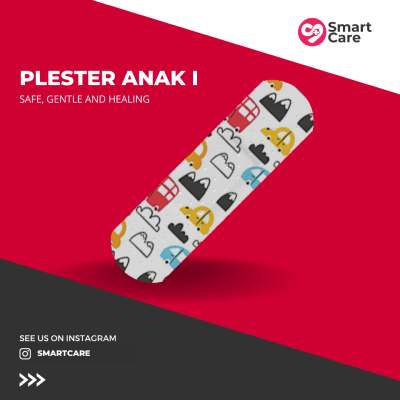 Smart
Care
PLESTER ANAK I
SAFE, GENTLE AND HEALING
SEE US ON INSTAGRAM
SMARTCARE